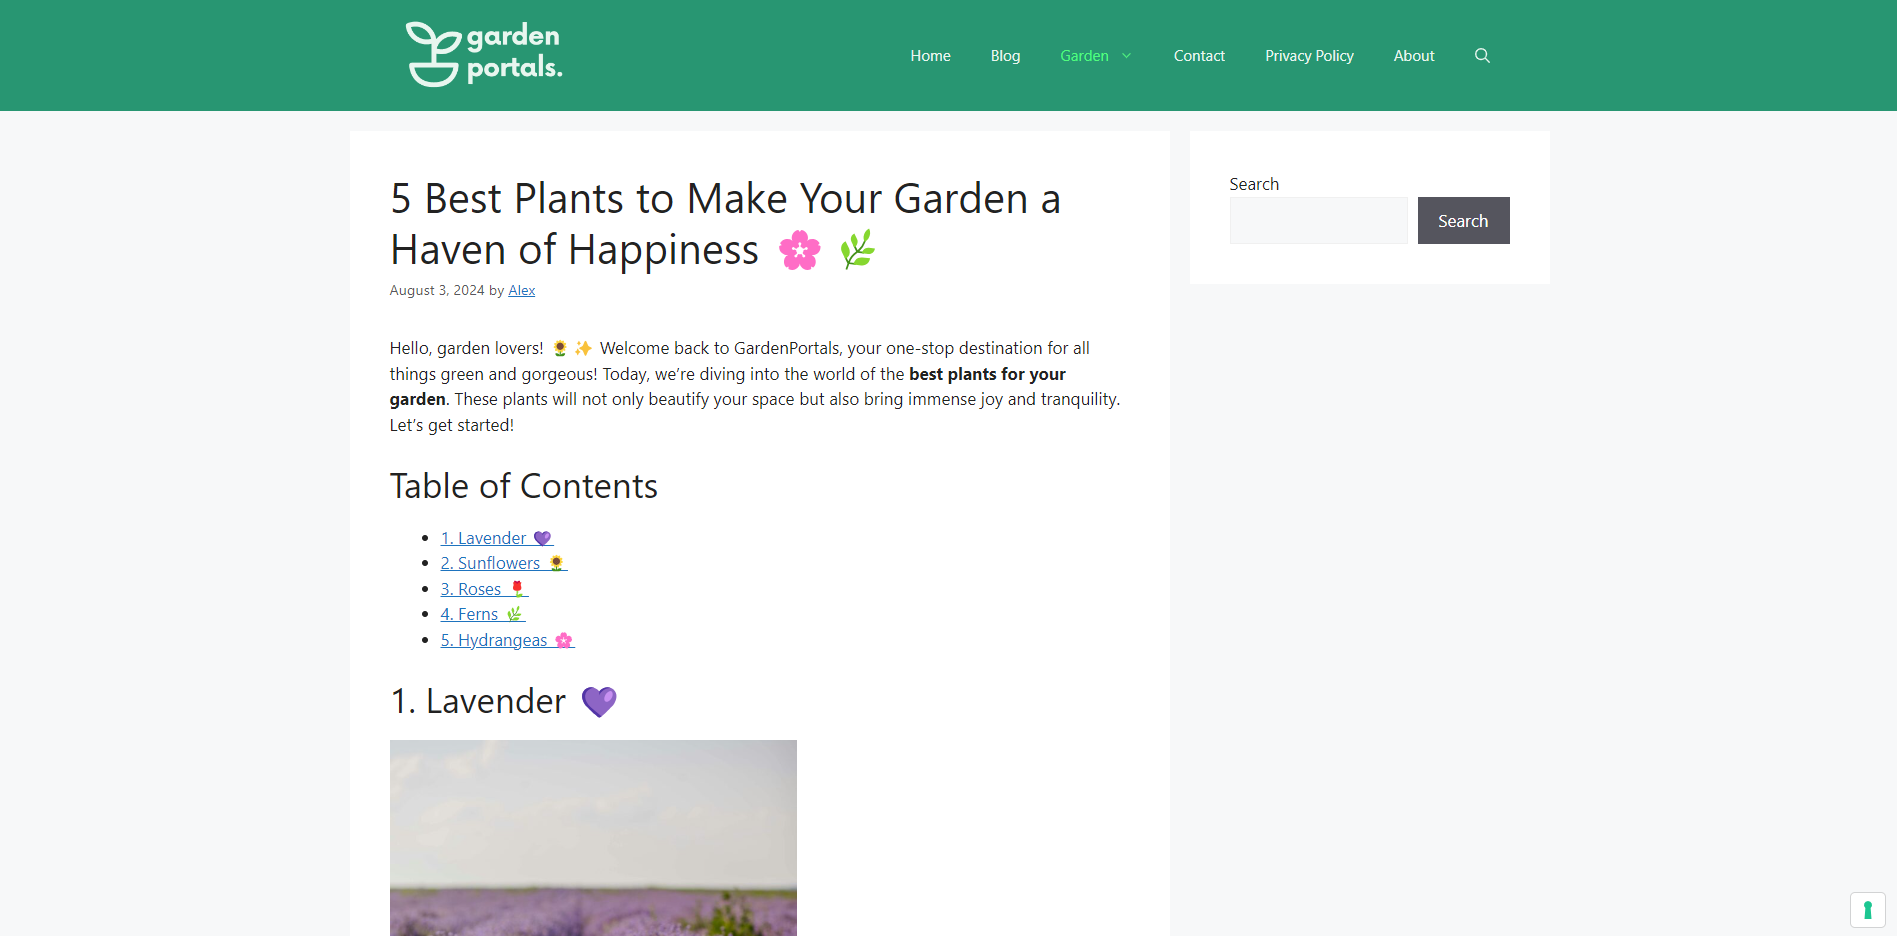 garden
portals.
Home Blog Garden Contact Privacy Policy About
5 Best Plants to Make Your Garden a
Haven of Happiness 🌸 🌿
August 3, 2024 by Alex
Hello, garden lovers! 🌻✨ Welcome back to GardenPortals, your one-stop destination for all
things green and gorgeous! Today, we’re diving into the world of the best plants for your
garden. These plants will not only beautify your space but also bring immense joy and tranquility.
Let’s get started!
Table of Contents
1. Lavender 💜
2. Sunflowers 🌻
3. Roses 🌹
4. Ferns 🌿
5. Hydrangeas 🌸
1. Lavender 💜
Search
Search